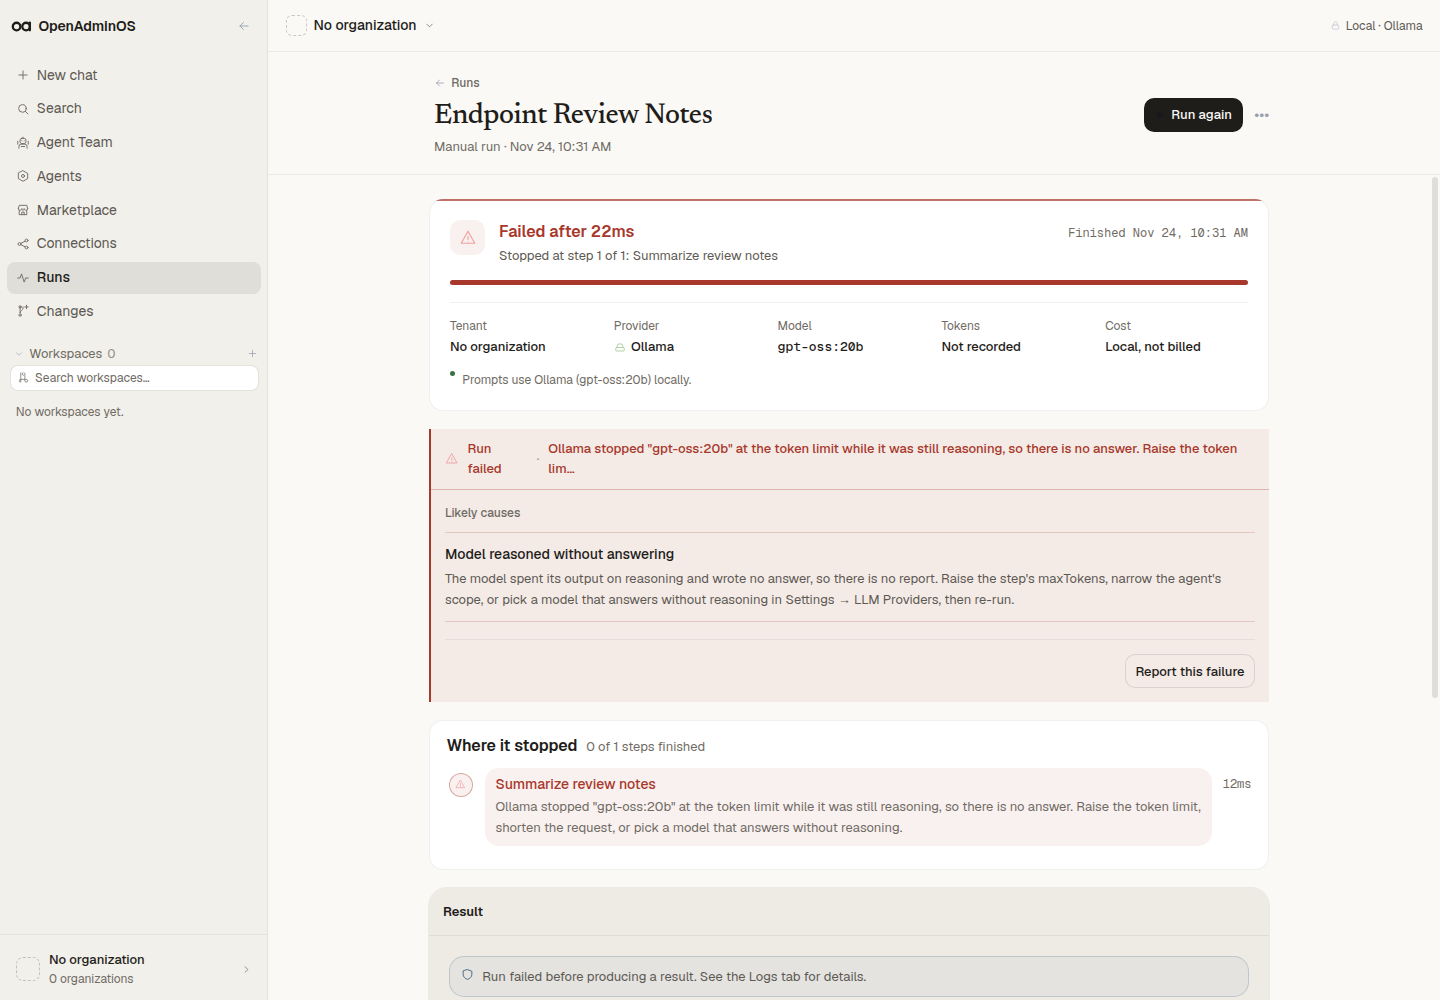 OpenAdminOS
New chat
Search
Agent Team
Agents
Marketplace
Connections
Runs
Changes
Workspaces 0
Search workspaces...
No workspaces yet.
No organization
0 organizations
No organization
Local · Ollama
Runs
Endpoint Review Notes
Manual run · Nov 24, 10:31 AM
Run again
Failed after 22ms
Finished Nov 24, 10:31 AM
Stopped at step 1 of 1: Summarize review notes
Tenant
No organization
Provider
Ollama
Model
gpt-oss:20b
Tokens
Not recorded
Cost
Local, not billed
Prompts use Ollama (gpt-oss:20b) locally.
Run failed · Ollama stopped "gpt-oss:20b" at the token limit while it was still reasoning, so there is no answer. Raise the token
lim...
Likely causes
Model reasoned without answering
The model spent its output on reasoning and wrote no answer, so there is no report. Raise the step's maxTokens, narrow the agent's
scope, or pick a model that answers without reasoning in Settings → LLM Providers, then re-run.
Report this failure
Where it stopped 0 of 1 steps finished
Summarize review notes
12ms
Ollama stopped "gpt-oss:20b" at the token limit while it was still reasoning, so there is no answer. Raise the token limit,
shorten the request, or pick a model that answers without reasoning.
Result
Run failed before producing a result. See the Logs tab for details.